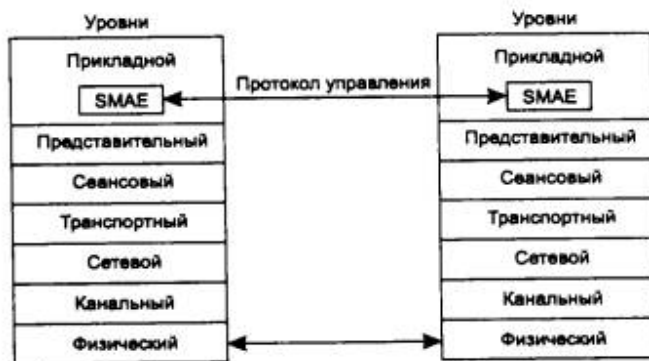 Уровни
Прикладной
SMAE
Представительный
Сеансовый
Транспортный
Сетевой
Канальный
Физический
Протокол управления
Уровни
Прикладной
SMAE
Представительный
Сеансовый
Транспортный
Сетевой
Канальный
Физический